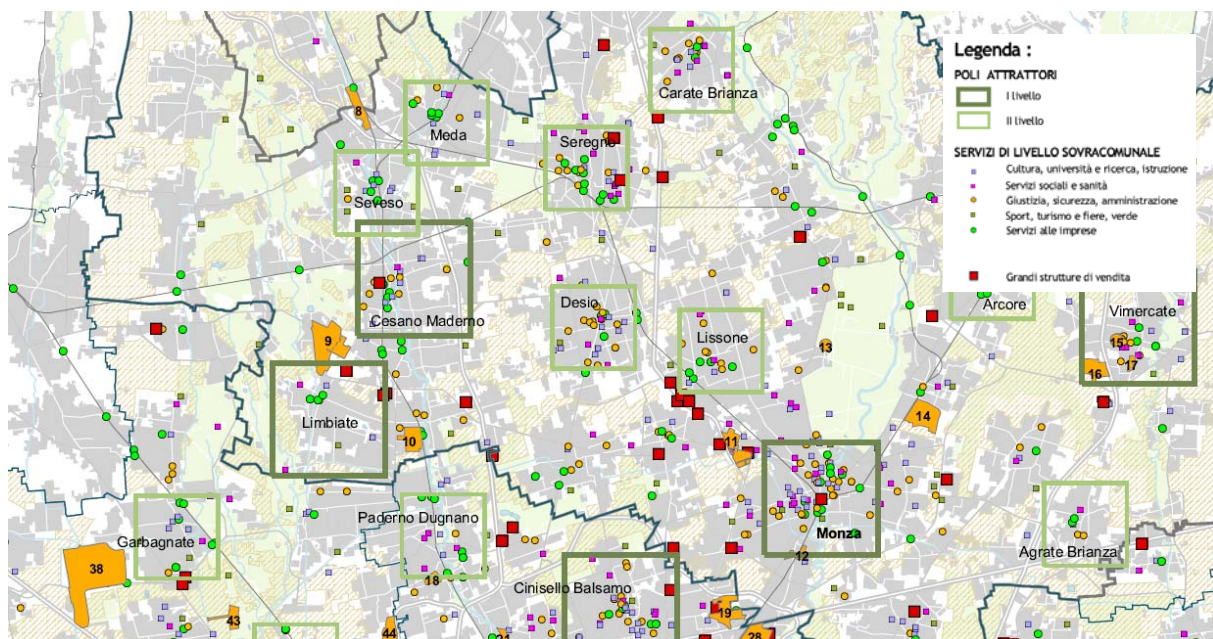 Legenda :
POLI ATTRATTORI
I livello
II livello
SERVIZI DI LIVELLO SOVRACOMUNALE
Cultura, università e ricerca, istruzione
Servizi sociali e sanità
Giustizia, sicurezza, amministrazione
Sport, turismo e fiere, verde
Servizi alle imprese
Grandi strutture di vendita
Carate Brianza
8
Meda
Seregno
Seveso
Arcore
Desio
Vimercate
Cesano Maderno
Lissone
9
13
15
17
16
Limbiate
14
10
11
Paderno Dugnano
Monza
Garbagnate
Agrate Brianza
12
38
18
Cinisello Balsamo
19
43
44
28